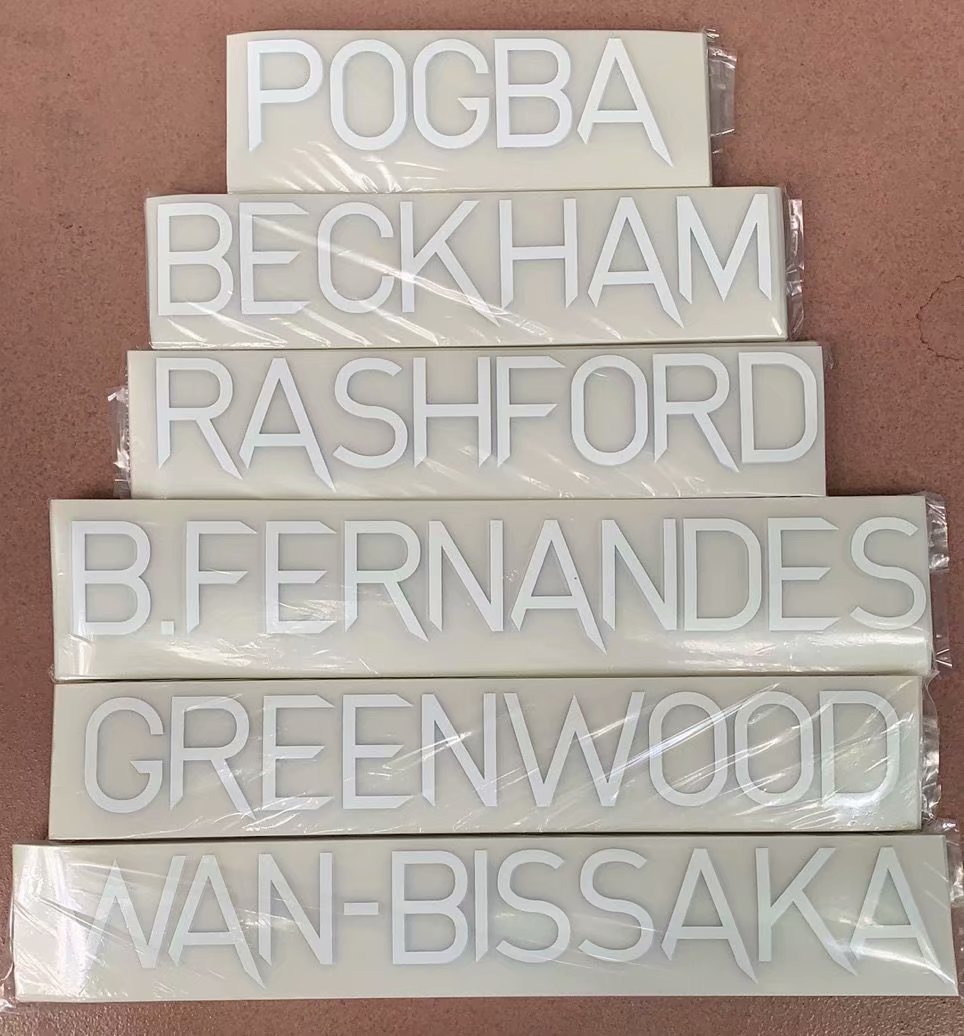 POGBA
BECKHAM
RASHFORD
B.FERNANDES
GREENWOOD
WAN-BISSAKA